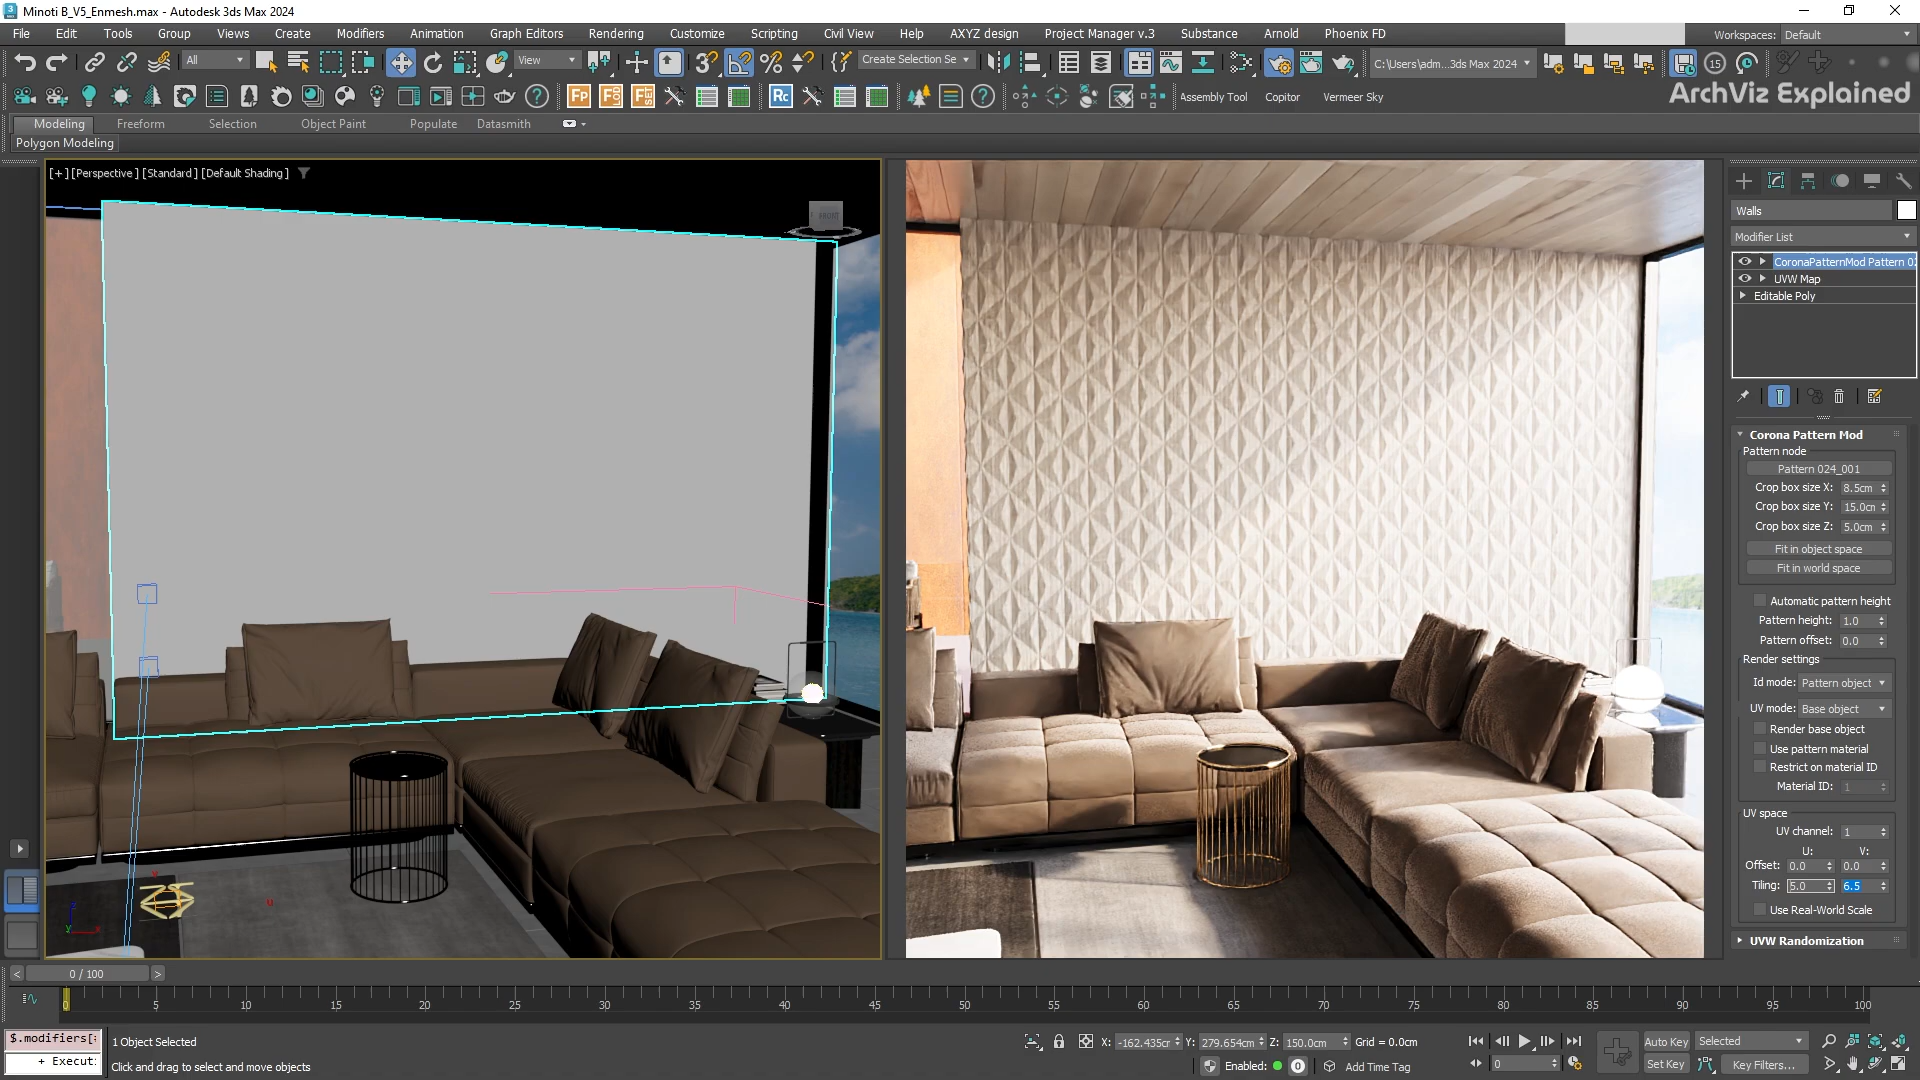 Minoti B_V5_Enmesh.max - Autodesk 3ds Max 2024
File Edit Tools Group Views Create Modifiers Animation Graph Editors Rendering Customize Scripting Civil View Help AXYZ design Project Manager v.3 Substance Arnold Phoenix FD Workspaces: Default
All View Create Selection Se C:\Users\adm...3ds Max 2024 15
Fp Rc Assembly Tool Copitor Vermeer Sky
ArchViz Explained
Modeling Freeform Selection Object Paint Populate Datasmith
Polygon Modeling
[+] [Perspective] [Standard] [Default Shading]
FRONT
Walls
Modifier List
CoronaPatternMod Pattern 02
UVW Map
Editable Poly
Corona Pattern Mod
Pattern node
Pattern 024_001
Crop box size X: 8.5cm
Crop box size Y: 15.0cm
Crop box size Z: 5.0cm
Fit in object space
Fit in world space
Automatic pattern height
Pattern height: 1.0
Pattern offset: 0.0
Render settings
Id mode: Pattern object
UV mode: Base object
Render base object
Use pattern material
Restrict on material ID
Material ID: 1
UV space
UV channel: 1
U: V:
Offset: 0.0 0.0
Tiling: 5.0 6.5
Use Real-World Scale
UVW Randomization
0 / 100
0 5 10 15 20 25 30 35 40 45 50 55 60 65 70 75 80 85 90 95 100
$.modifiers[
+ Executi
1 Object Selected
Click and drag to select and move objects
X: -162.435cm Y: 279.654cm Z: 150.0cm Grid = 0.0cm
Enabled: 0 Add Time Tag
0
Auto Key Selected
Set Key Key Filters...